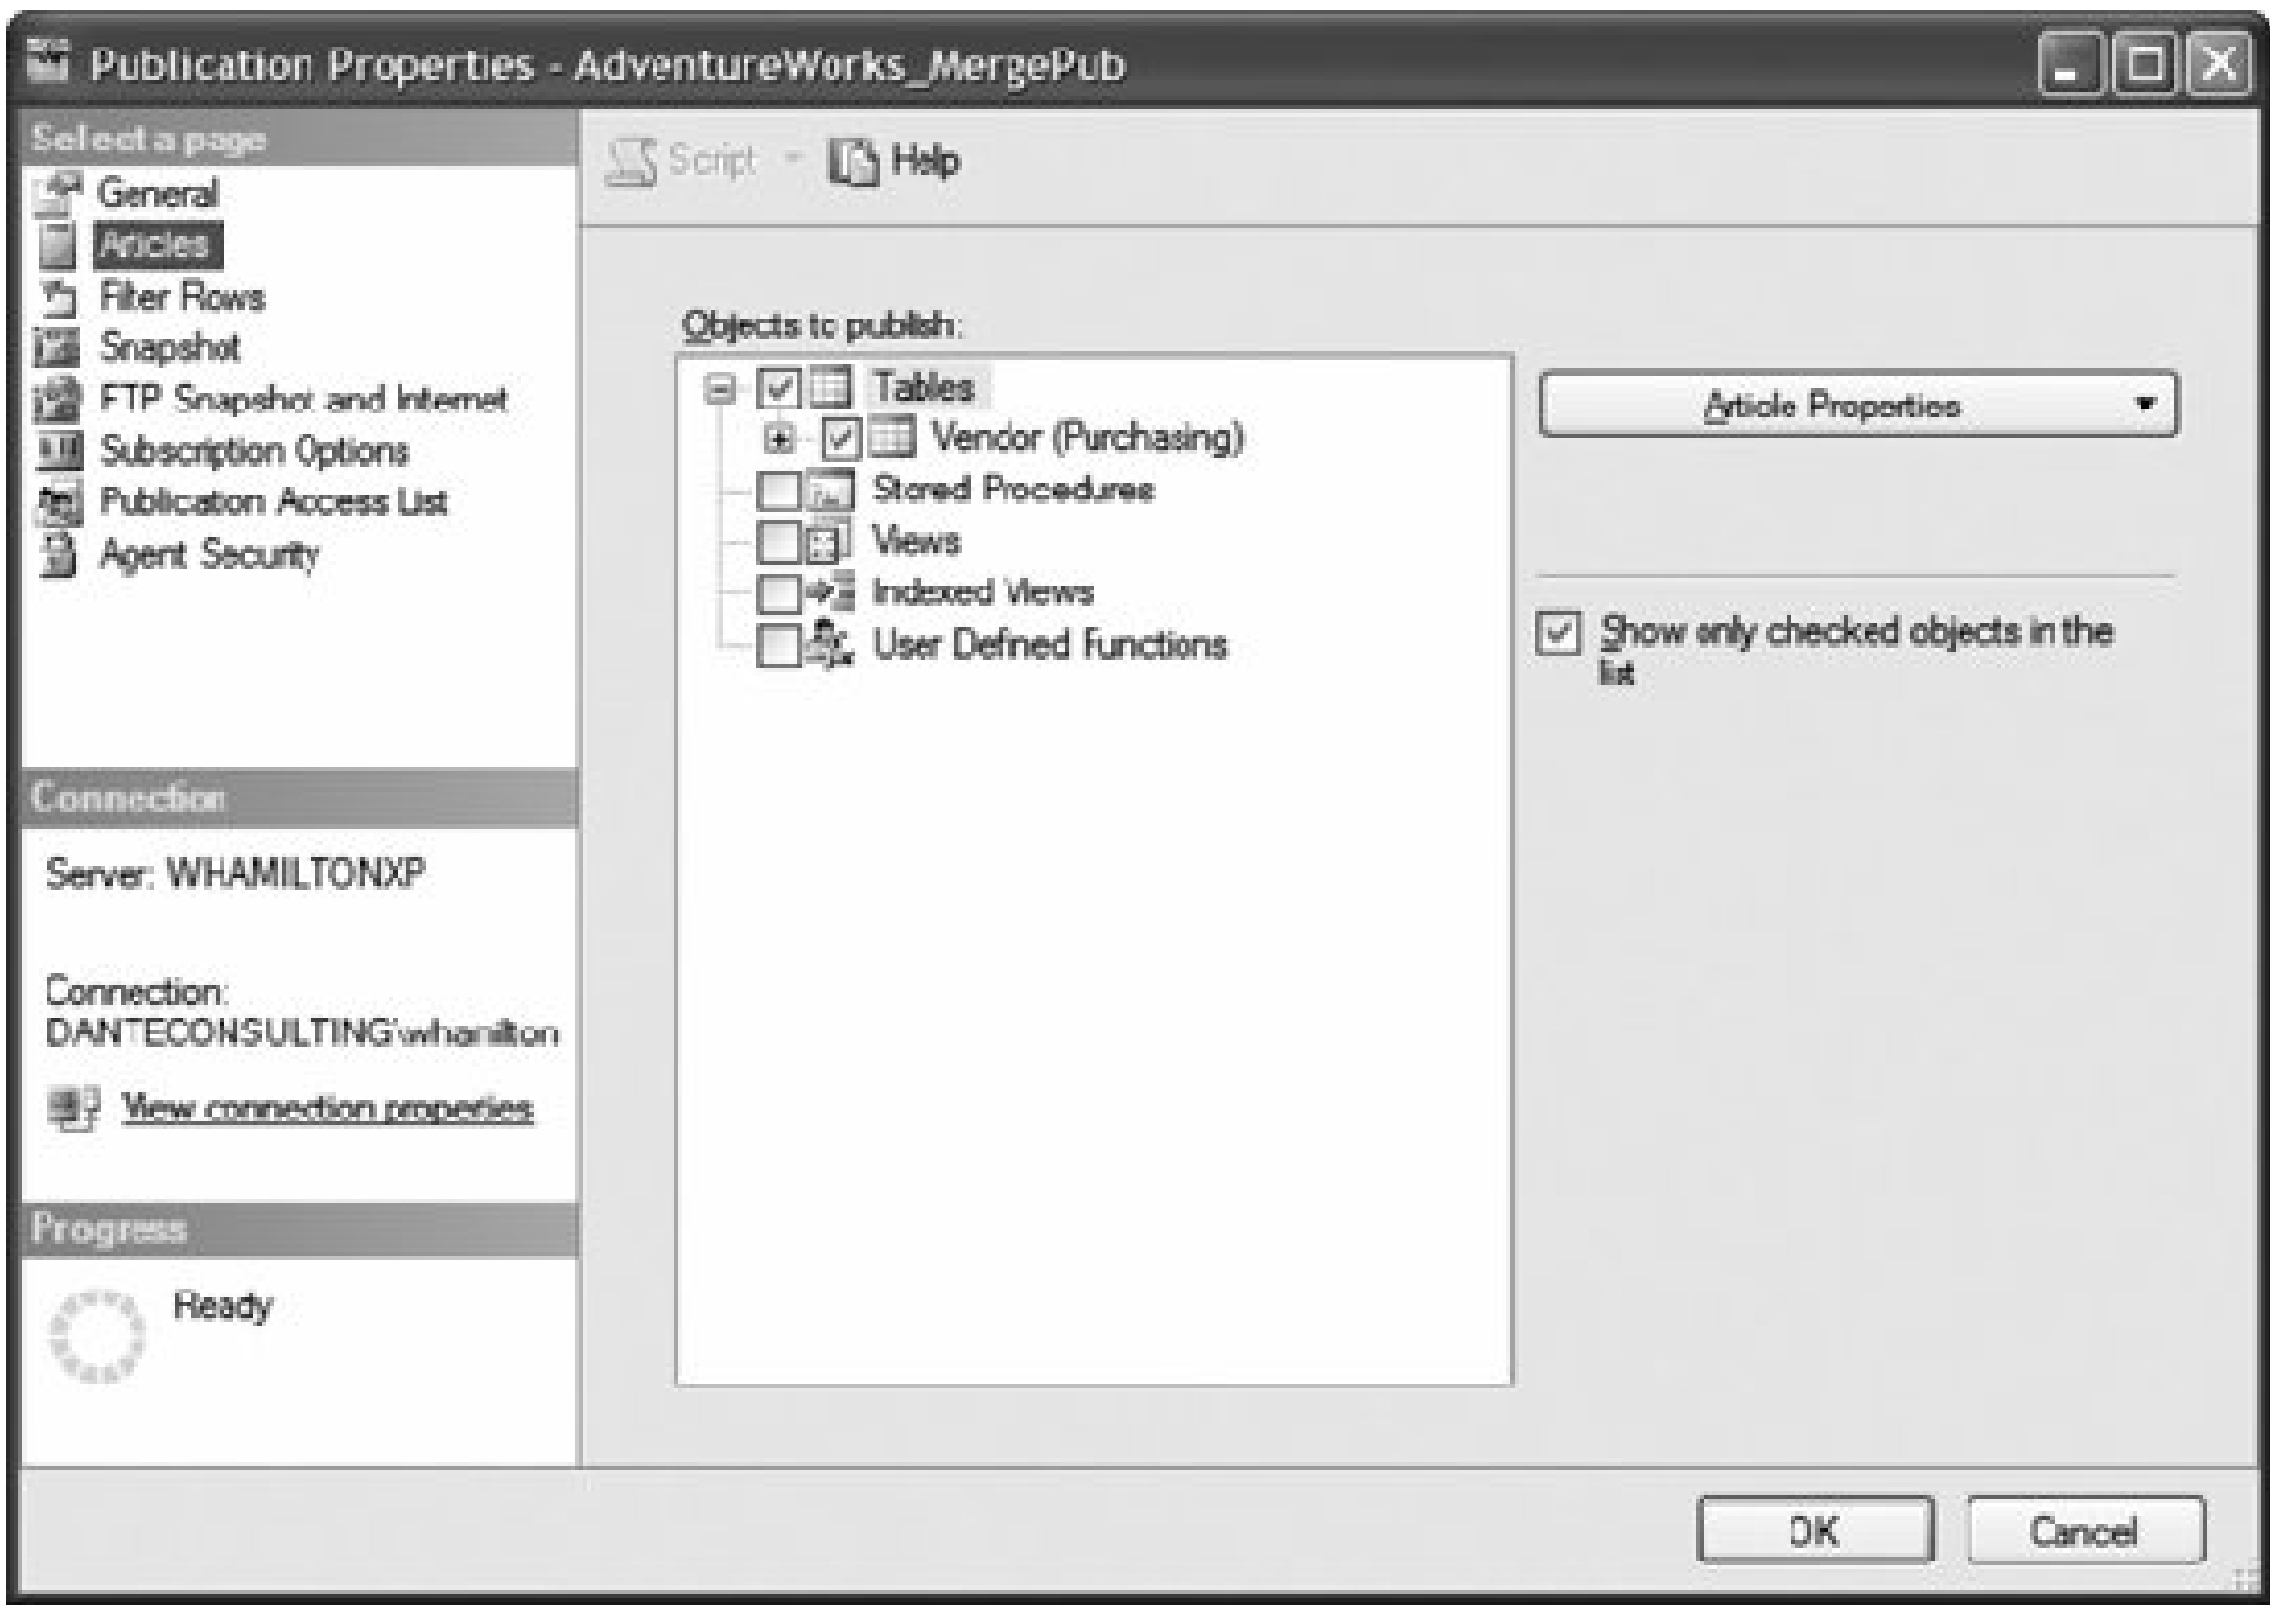 Publication Properties - AdventureWorks_MergePub
Select a page
General
Articles
Filter Rows
Snapshot
FTP Snapshot and Internet
Subscription Options
Publication Access List
Agent Security
Connection
Server: WHAMILTONXP
Connection:
DANTECONSULTING\whamilton
View connection properties
Progress
Ready
Script
Help
Objects to publish:
Tables
Vendor (Purchasing)
Stored Procedures
Views
Indexed Views
User Defined Functions
Article Properties
Show only checked objects in the
list
OK
Cancel